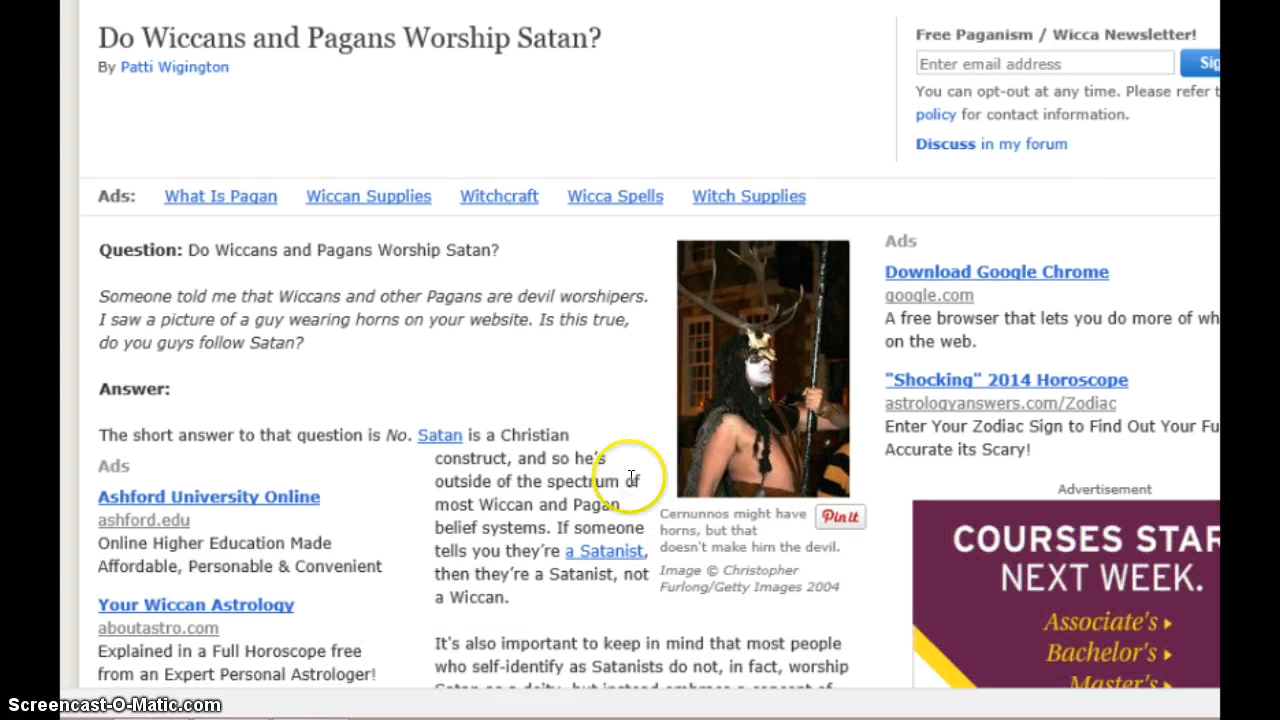 Do Wiccans and Pagans Worship Satan?
By Patti Wigington
Free Paganism / Wicca Newsletter!
Enter email address
You can opt-out at any time. Please refer
policy for contact information.
Discuss in my forum
Ads: What Is Pagan Wiccan Supplies Witchcraft Wicca Spells Witch Supplies
Question: Do Wiccans and Pagans Worship Satan?
Someone told me that Wiccans and other Pagans are devil worshipers.
I saw a picture of a guy wearing horns on your website. Is this true,
do you guys follow Satan?
Answer:
The short answer to that question is No. Satan is a Christian
construct, and so he's
outside of the spectrum of
most Wiccan and Pagan
belief systems. If someone
tells you they're a Satanist,
then they're a Satanist, not
a Wiccan.
It's also important to keep in mind that most people
who self-identify as Satanists do not, in fact, worship
Satan as a deity, but instead embrace a concept of
Ads
Ashford University Online
ashford.edu
Online Higher Education Made
Affordable, Personable & Convenient
Your Wiccan Astrology
aboutastro.com
Explained in a Full Horoscope free
from an Expert Personal Astrologer!
Cernunnos might have
horns, but that
doesn't make him the devil.
Image © Christopher
Furlong/Getty Images 2004
Pin it
Ads
Download Google Chrome
google.com
A free browser that lets you do more of
on the web.
"Shocking" 2014 Horoscope
astrologyanswers.com/Zodiac
Enter Your Zodiac Sign to Find Out Your
Accurate its Scary!
Advertisement
COURSES
NEXT WEEK.
Associate's
Bachelor's
Master's
Screencast-O-Matic.com